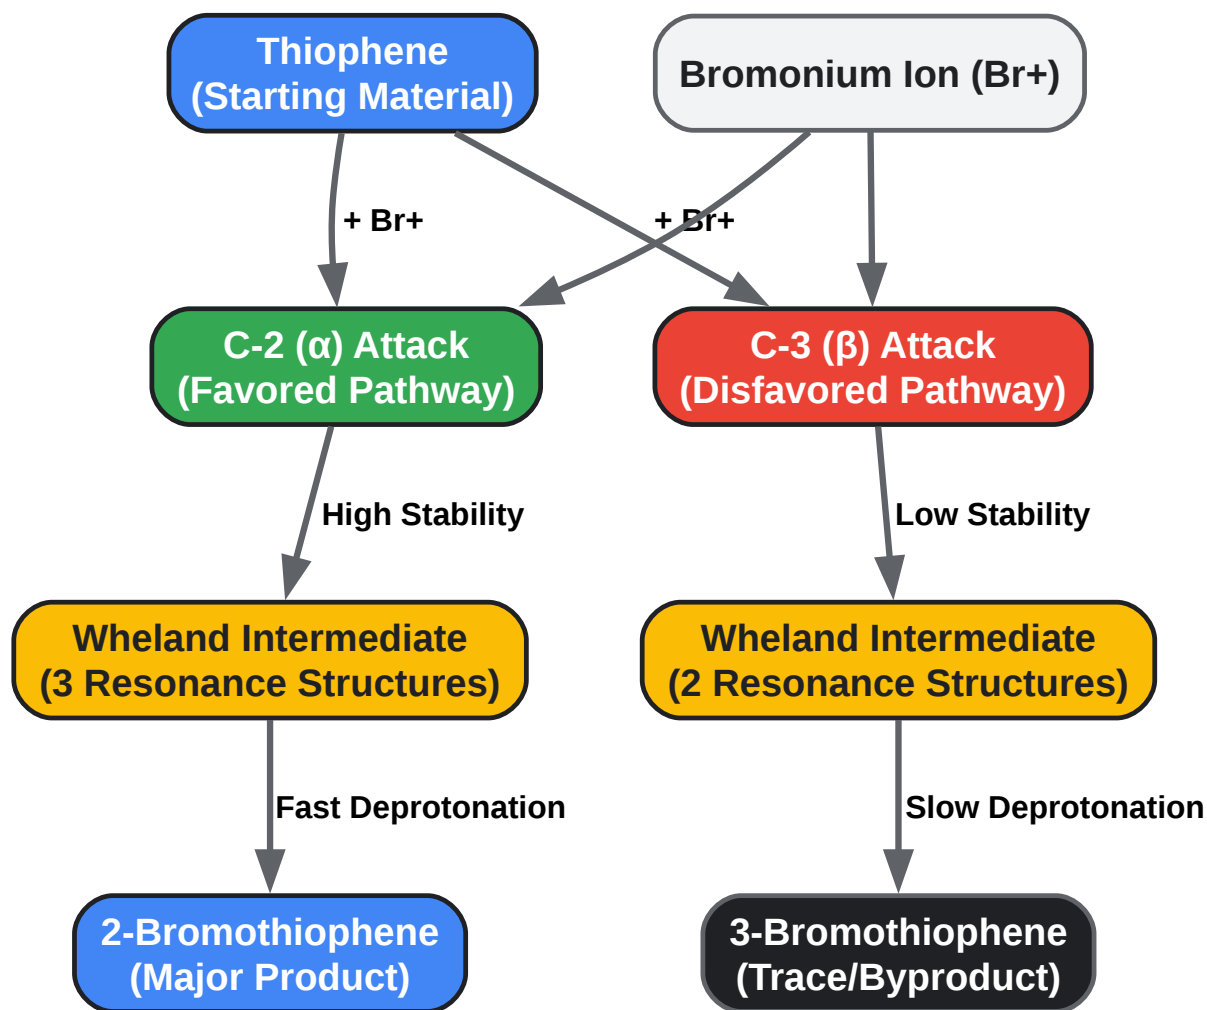 Thiophene
(Starting Material)
Bromonium Ion (Br+)
+ Br+
+ Br+
C-2 (α) Attack
(Favored Pathway)
C-3 (β) Attack
(Disfavored Pathway)
High Stability
Low Stability
Wheland Intermediate
(3 Resonance Structures)
Wheland Intermediate
(2 Resonance Structures)
Fast Deprotonation
Slow Deprotonation
2-Bromothiophene
(Major Product)
3-Bromothiophene
(Trace/Byproduct)